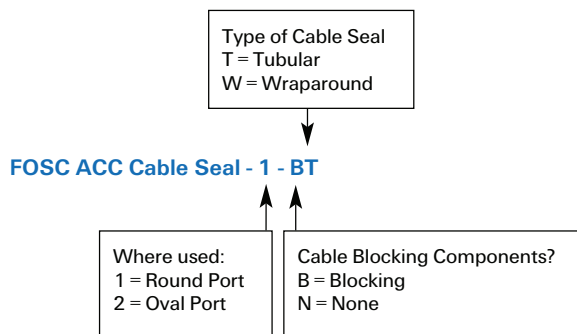 Type of Cable Seal
T = Tubular
W = Wraparound
FOSC ACC Cable Seal - 1 - BT
Where used:
1 = Round Port
2 = Oval Port
Cable Blocking Components?
B = Blocking
N = None